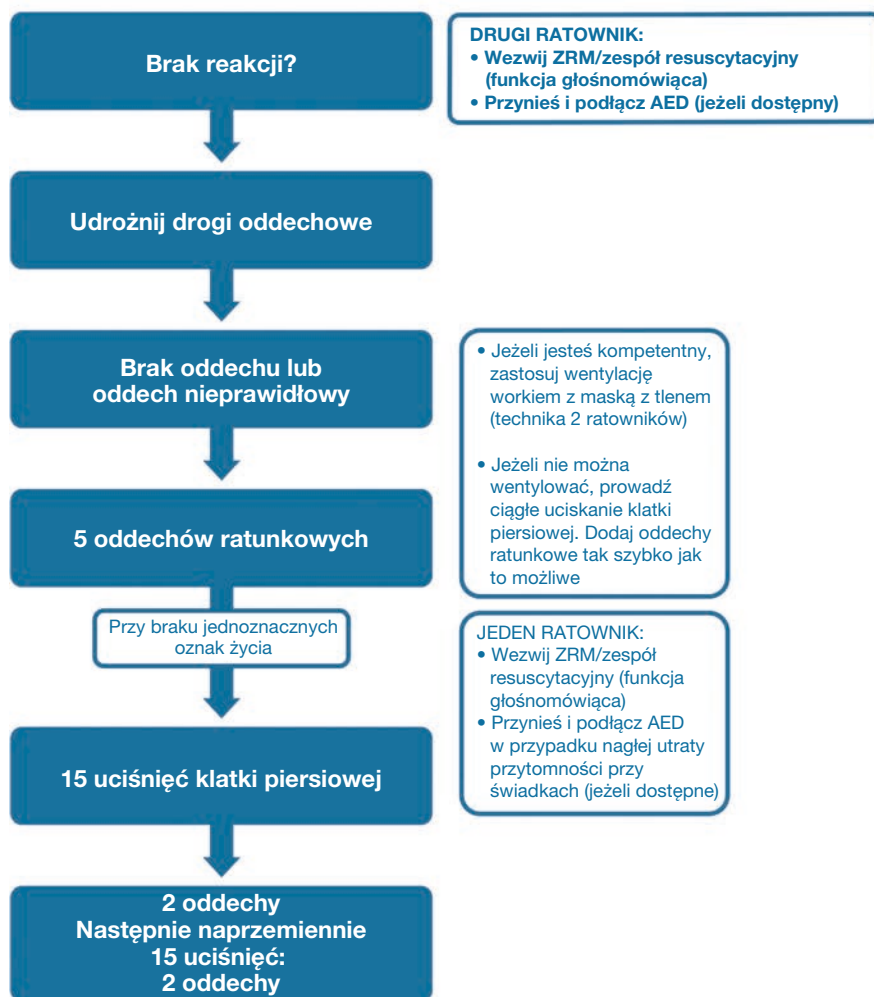 Brak reakcji?
DRUGI RATOWNIK:
• Wezwij ZRM/zespół resuscytacyjny
(funkcja głośnomówiąca)
• Przynieś i podłącz AED (jeżeli dostępny)
Udrożnij drogi oddechowe
Brak oddechu lub
oddech nieprawidłowy
• Jeżeli jesteś kompetentny,
zastosuj wentylację
workiem z maską z tlenem
(technika 2 ratowników)
• Jeżeli nie można
wentylować, prowadź
ciągłe uciskanie klatki
piersiowej. Dodaj oddechy
ratunkowe tak szybko jak
to możliwe
5 oddechów ratunkowych
Przy braku jednoznacznych
oznak życia
JEDEN RATOWNIK:
• Wezwij ZRM/zespół
resuscytacyjny (funkcja
głośnomówiąca)
• Przynieś i podłącz AED
w przypadku nagłej utraty
przytomności przy
świadkach (jeżeli dostępne)
15 uciśnięć klatki piersiowej
2 oddechy
Następnie naprzemiennie
15 uciśnięć:
2 oddechy